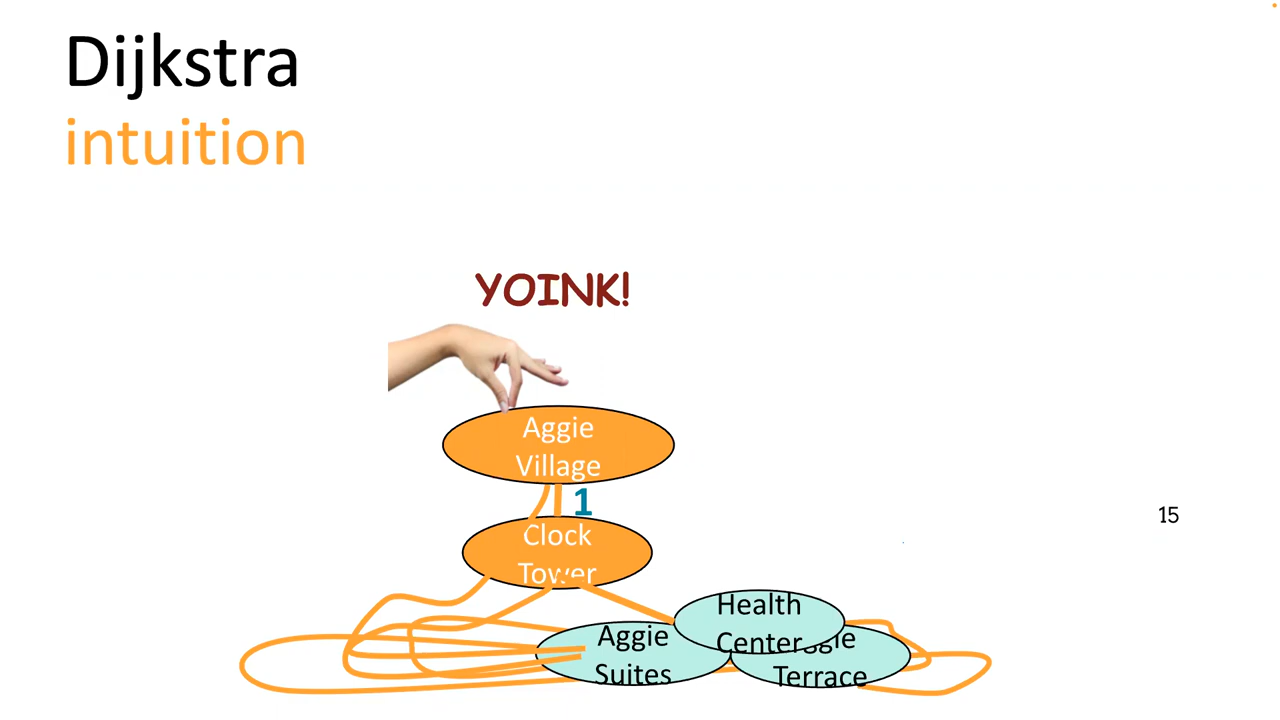 Dijkstra
intuition
YOINK!
Aggie
Village
1
Clock
Tower
15
Health
Center
Aggie
Suites
Terrace